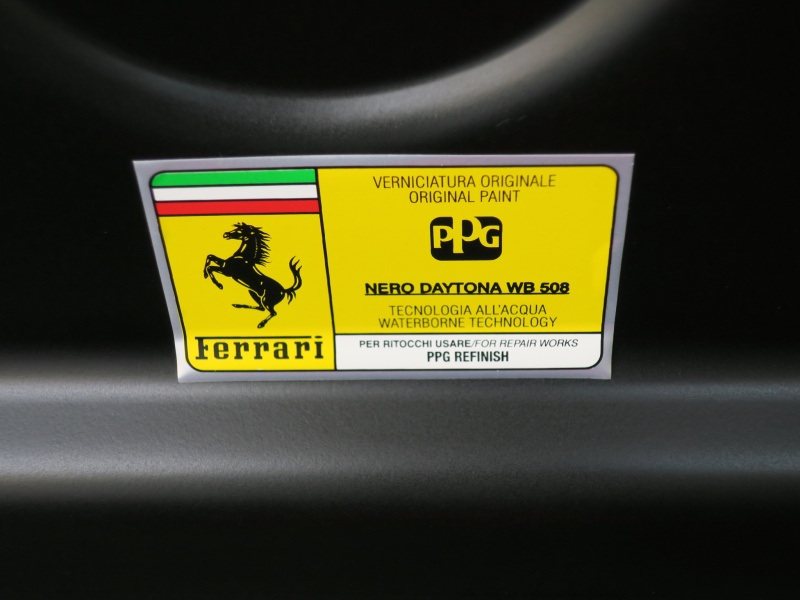 VERNICIATURA ORIGINALE
ORIGINAL PAINT
PPG
NERO DAYTONA WB 508
TECNOLOGIA ALL'ACQUA
WATERBORNE TECHNOLOGY
Ferrari
PER RITOCCHI USARE/FOR REPAIR WORKS
PPG REFINISH